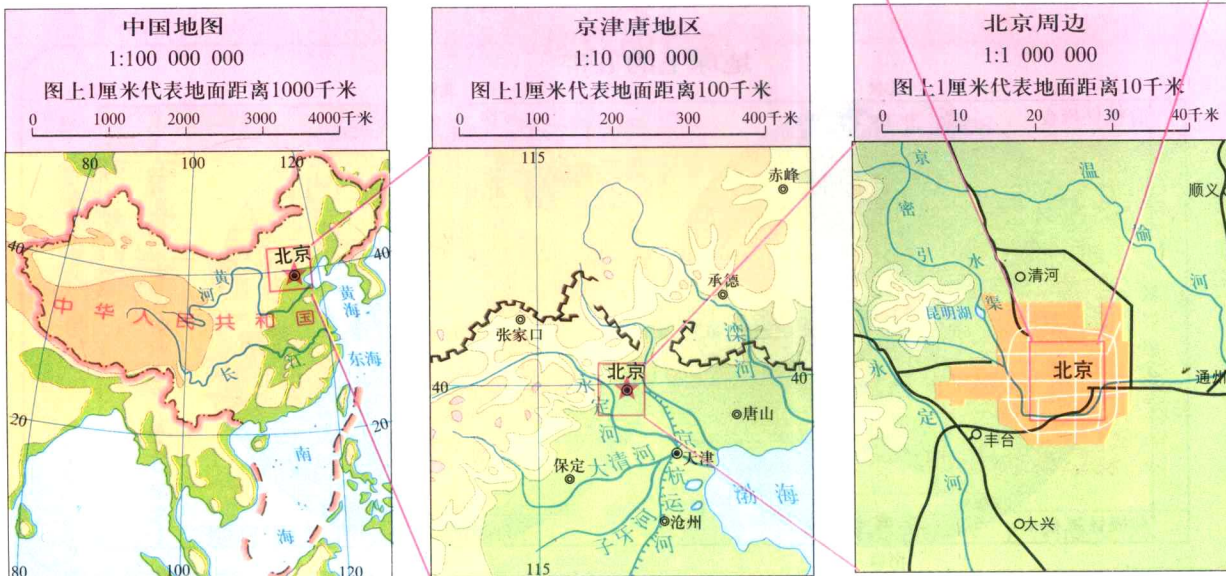 中国地图
1:100 000 000
图上1厘米代表地面距离1000千米
0 1000 2000 3000 4000千米
80 100 120
40 40
北京
黄河
黄海
中华人民共和国
东海
长江
20 20
南海
80 100 120
京津唐地区
1:10 000 000
图上1厘米代表地面距离100千米
0 100 200 300 400千米
115
赤峰
承德
张家口
滦河
北京
40 40
永定河
唐山
京杭运河
天津
保定
大清河
渤海
沧州
子牙河
115
北京周边
1:1 000 000
图上1厘米代表地面距离10千米
0 10 20 30 40千米
京密引水渠
温榆河
顺义
清河
昆明湖
北京
通州
永定河
丰台
大兴